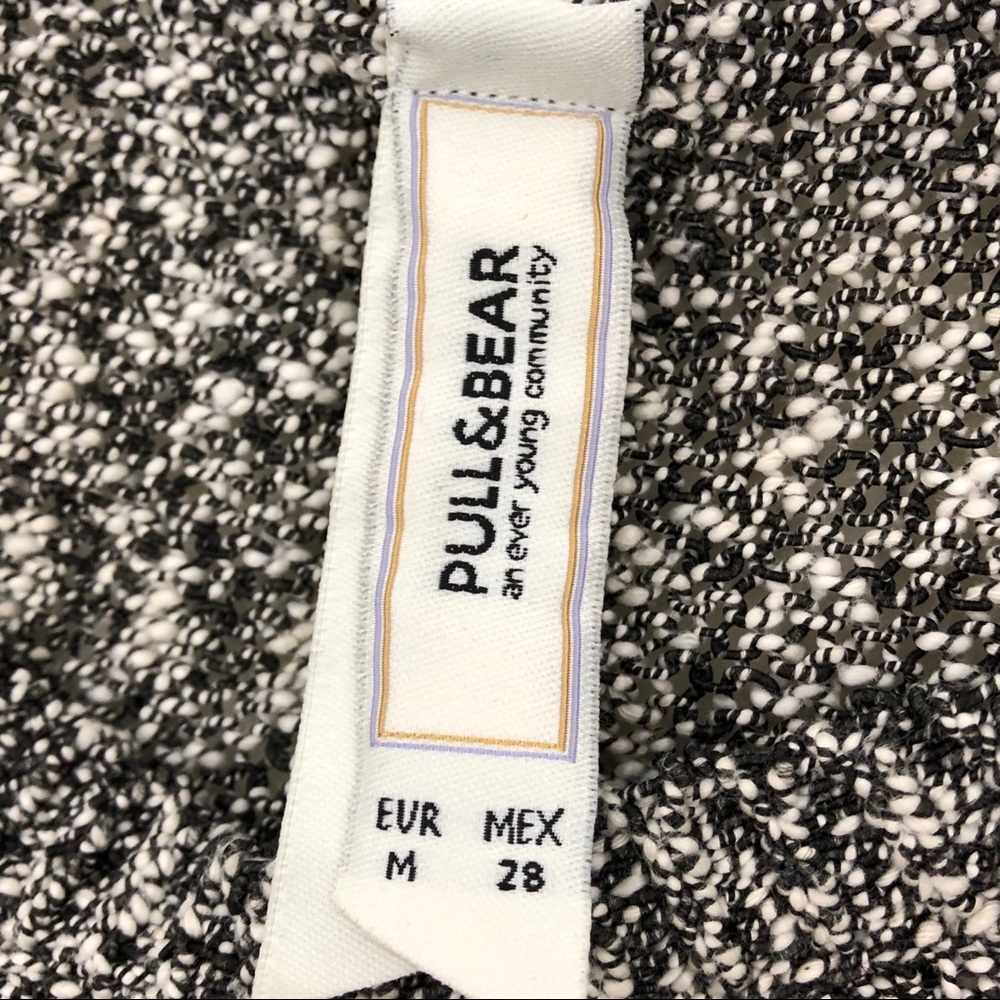 PULL&BEAR
an ever young community
EUR MEX
M 28